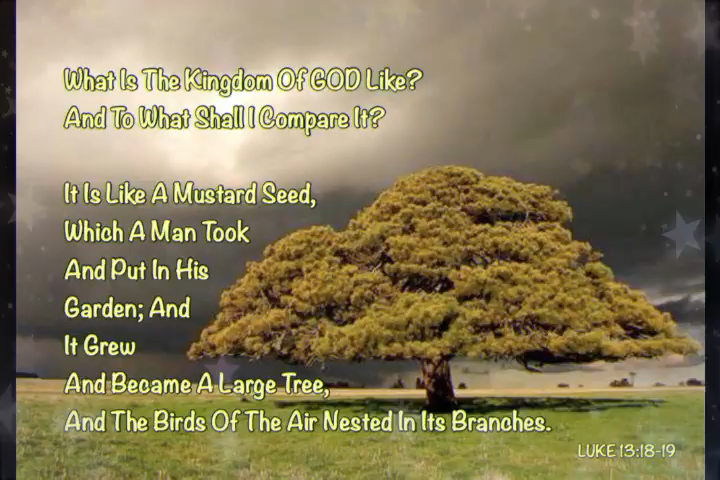 What Is The Kingdom Of GOD Like?
And To What Shall I Compare It?
It Is Like A Mustard Seed,
Which A Man Took
And Put In His
Garden; And
It Grew
And Became A Large Tree,
And The Birds Of The Air Nested In Its Branches.
LUKE 13:18-19